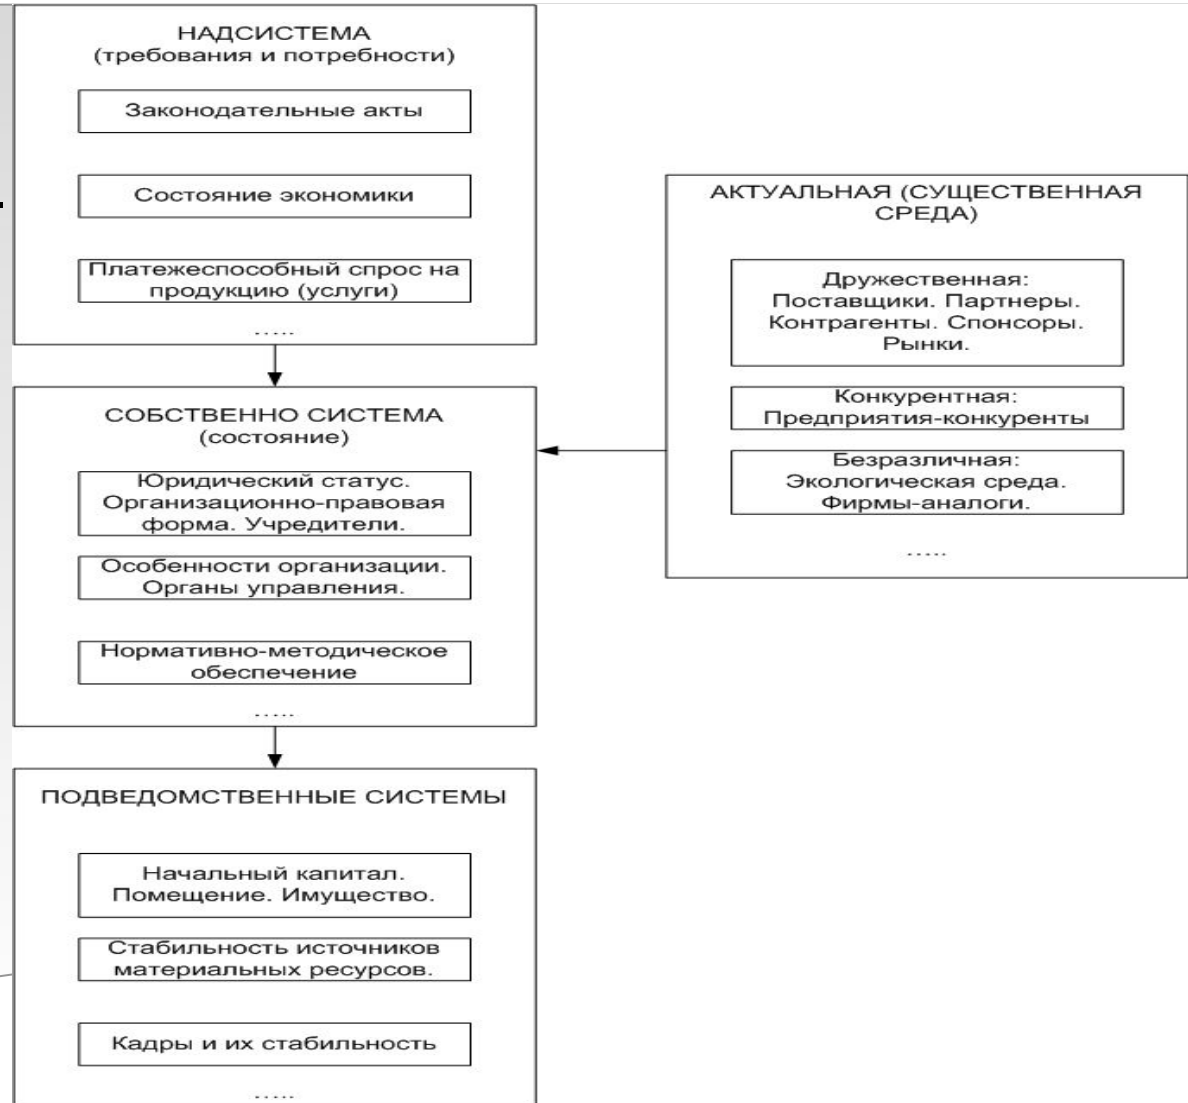 НАДСИСТЕМА
(требования и потребности)
Законодательные акты
Состояние экономики
Платежеспособный спрос на
продукцию (услуги)
.....
СОБСТВЕННО СИСТЕМА
(состояние)
Юридический статус.
Организационно-правовая
форма. Учредители.
Особенности организации.
Органы управления.
Нормативно-методическое
обеспечение
.....
ПОДВЕДОМСТВЕННЫЕ СИСТЕМЫ
Начальный капитал.
Помещение. Имущество.
Стабильность источников
материальных ресурсов.
Кадры и их стабильность
.....
АКТУАЛЬНАЯ (СУЩЕСТВЕННАЯ
СРЕДА)
Дружественная:
Поставщики. Партнеры.
Контрагенты. Спонсоры.
Рынки.
Конкурентная:
Предприятия-конкуренты
Безразличная:
Экологическая среда.
Фирмы-аналоги.
.....